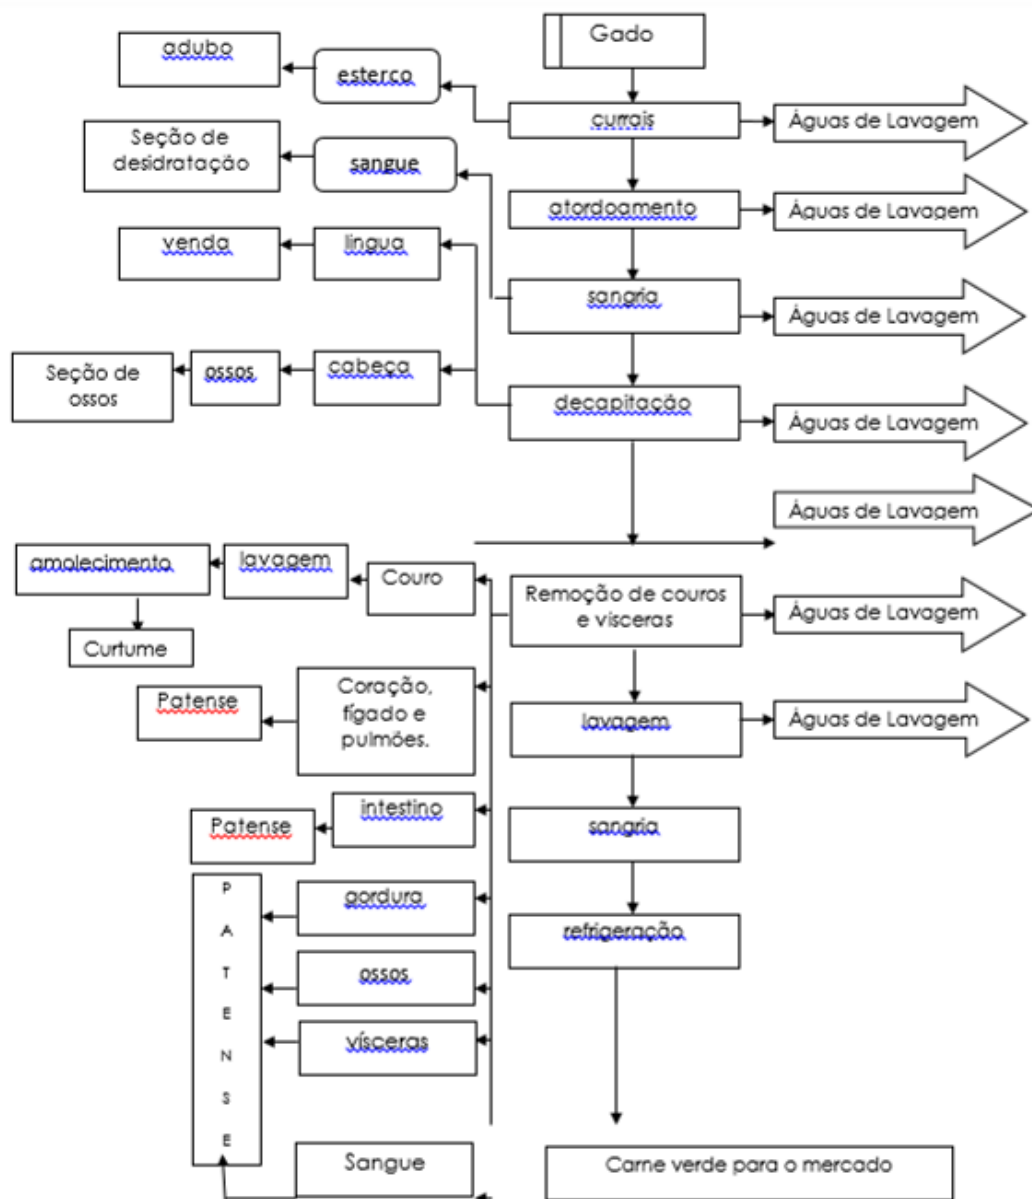 Gado
adubo
esterco
currais
Águas de Lavagem
Seção de
desidratação
sangue
atordoamento
Águas de Lavagem
venda
lingua
sangria
Águas de Lavagem
Seção de
ossos
ossos
cabeça
decapitação
Águas de Lavagem
Águas de Lavagem
amolecimento
lavagem
Couro
Remoção de couros
e vísceras
Águas de Lavagem
Curtume
Patense
Coração,
fígado e
pulmões.
lavagem
Águas de Lavagem
Patense
intestino
sangria
P
A
T
E
N
S
E
gordura
refrigeração
ossos
vísceras
Sangue
Carne verde para o mercado